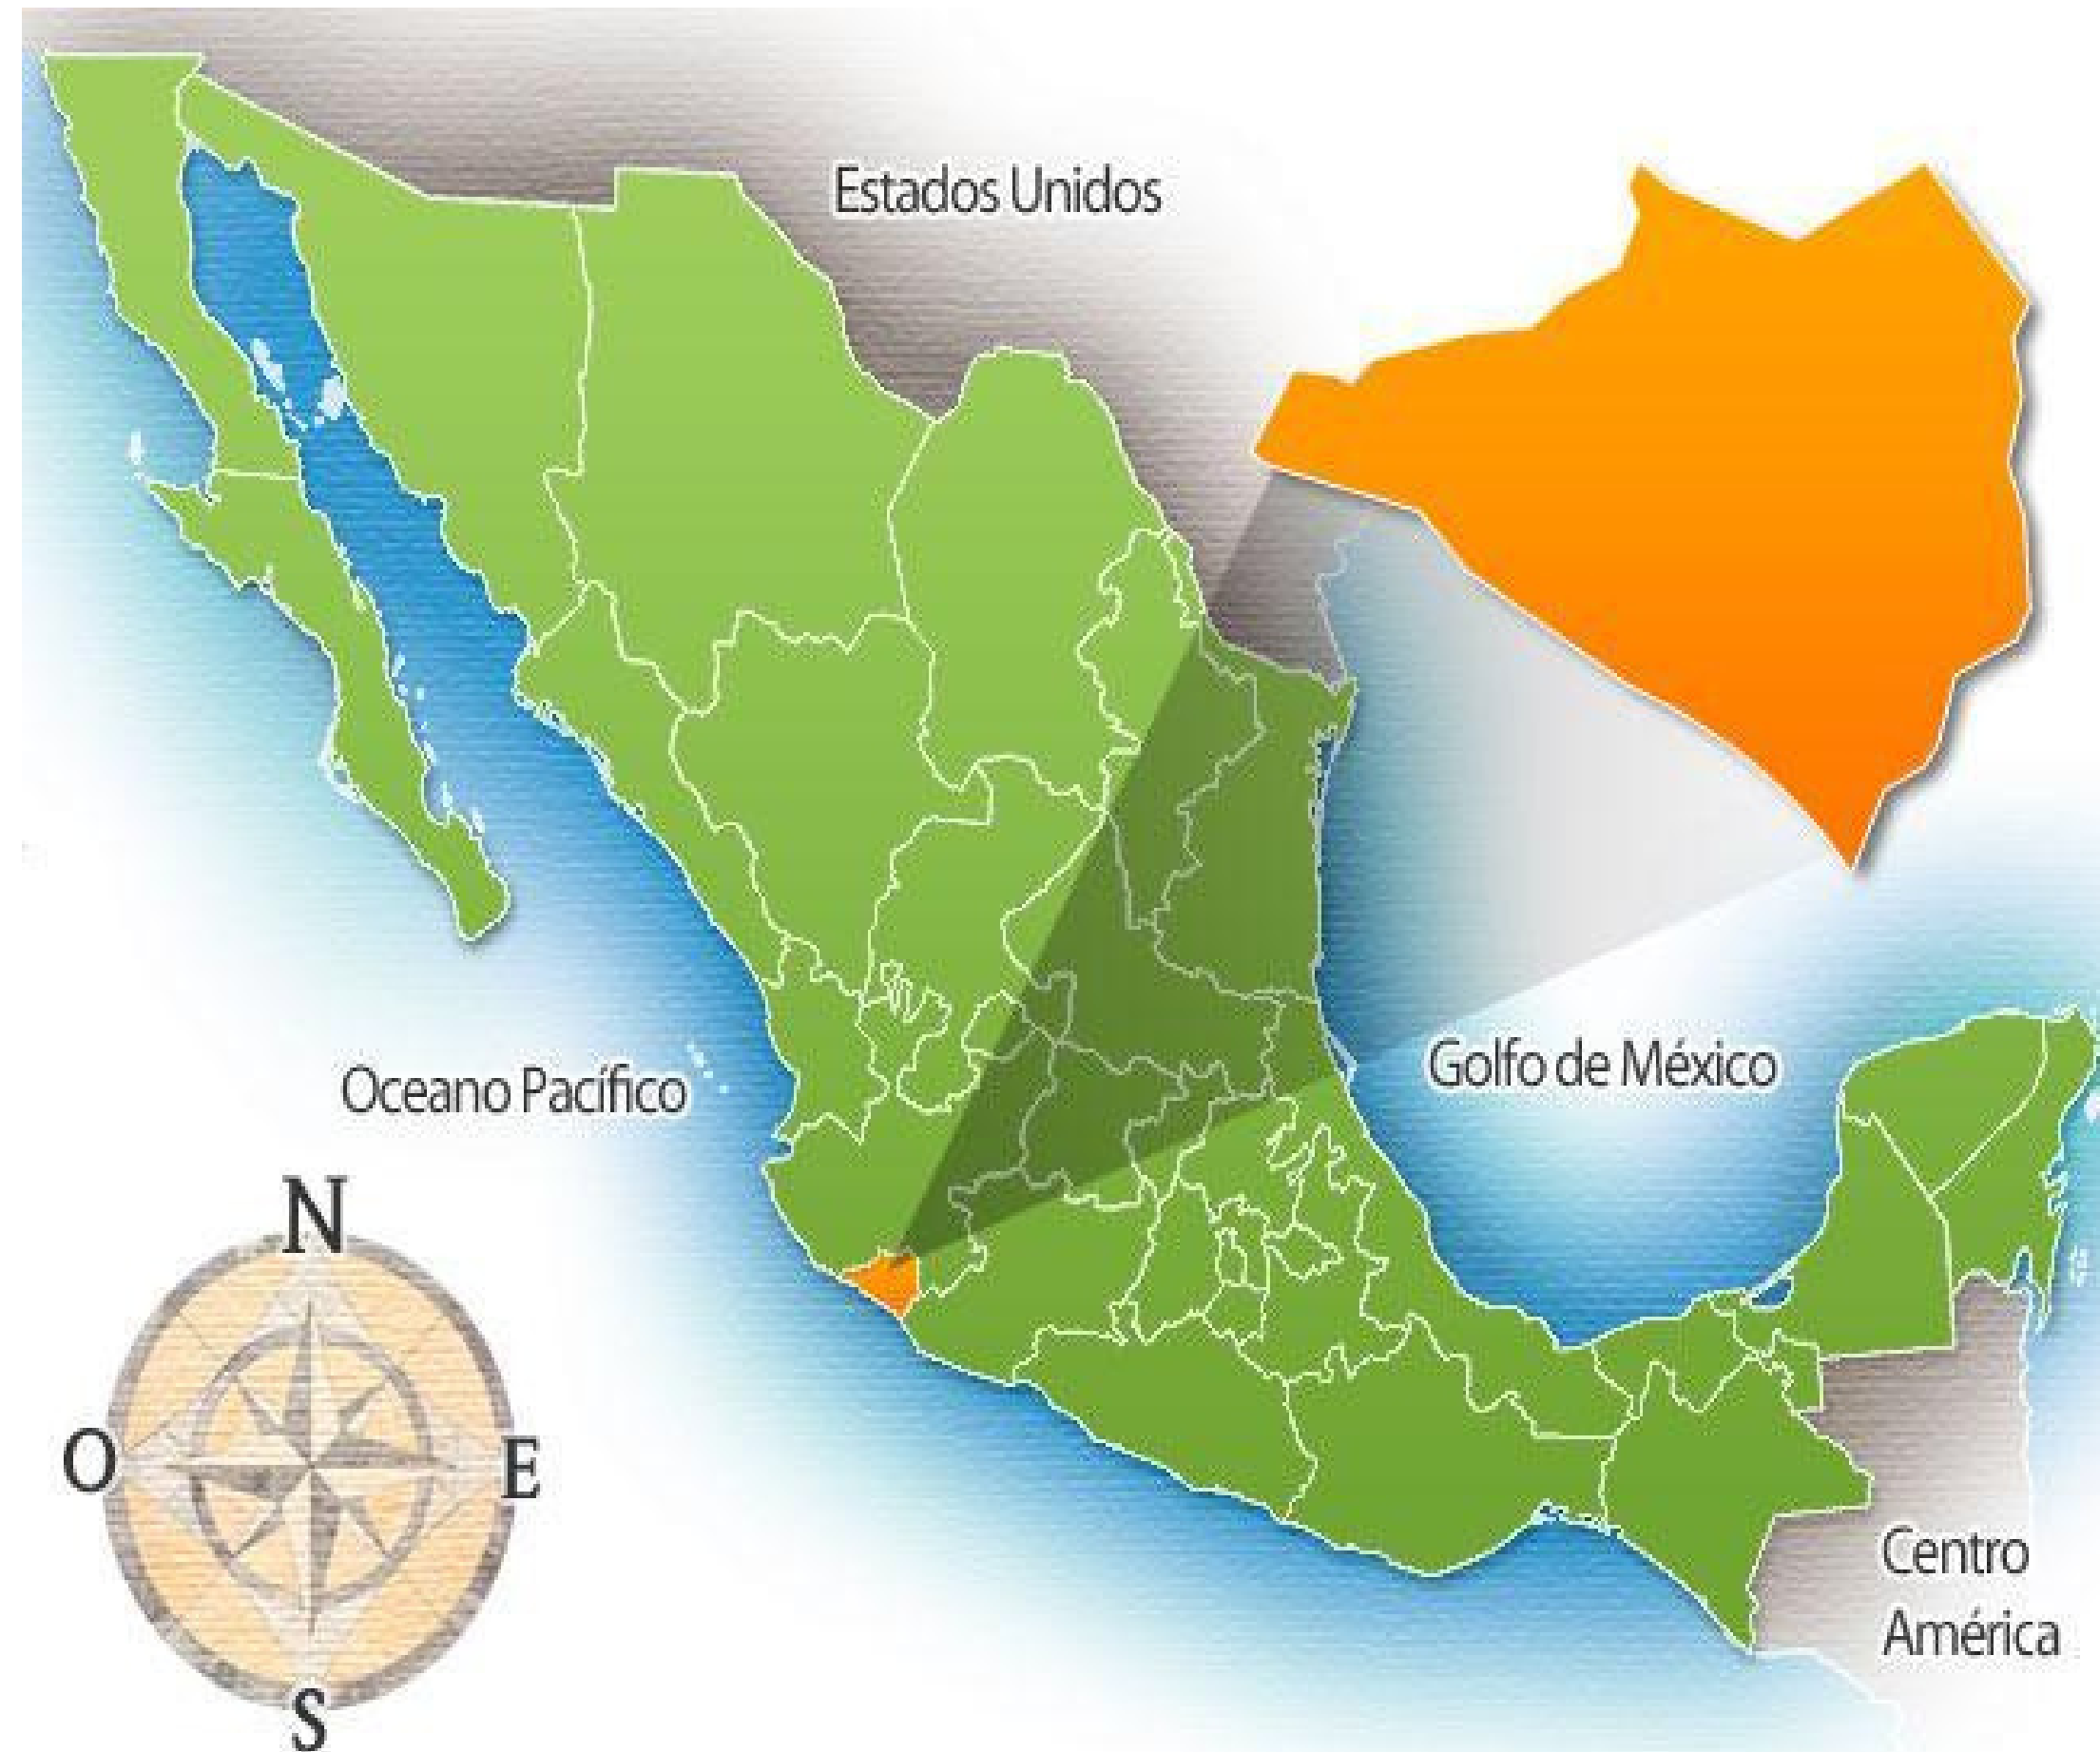 Estados Unidos
Golfo de México
Oceano Pacífico
N
O
E
S
Centro
América